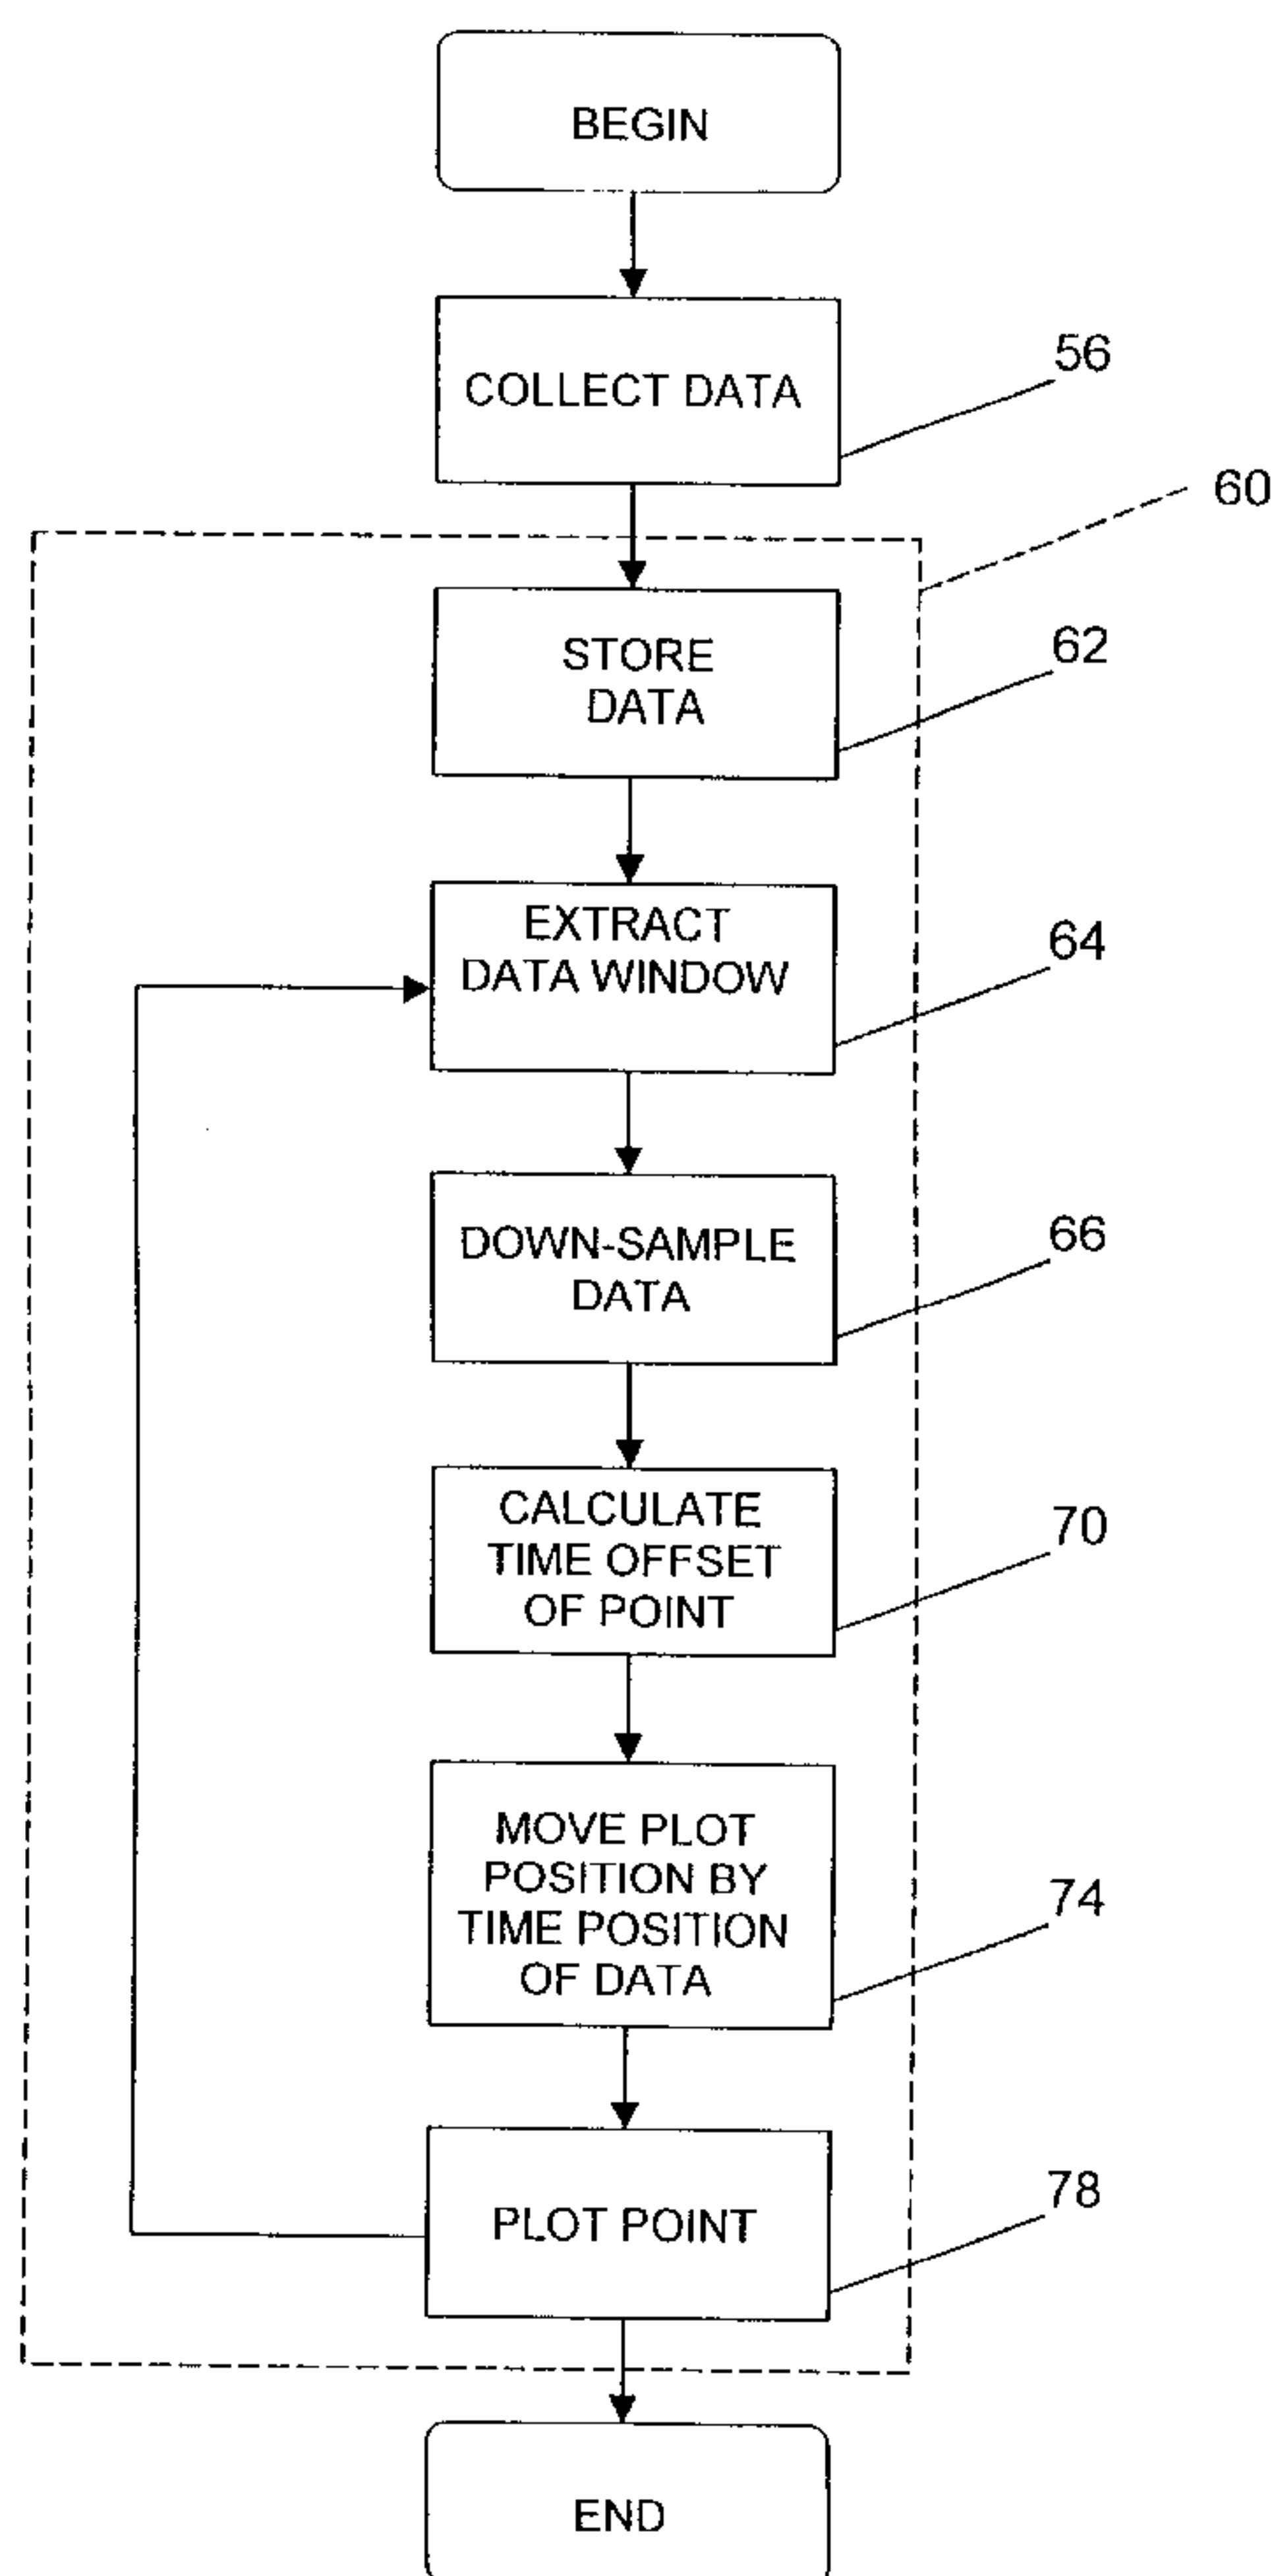 BEGIN
COLLECT DATA
56
60
STORE
DATA
62
EXTRACT
DATA WINDOW
64
DOWN-SAMPLE
DATA
66
CALCULATE
TIME OFFSET
OF POINT
70
MOVE PLOT
POSITION BY
TIME POSITION
OF DATA
74
PLOT POINT
78
END